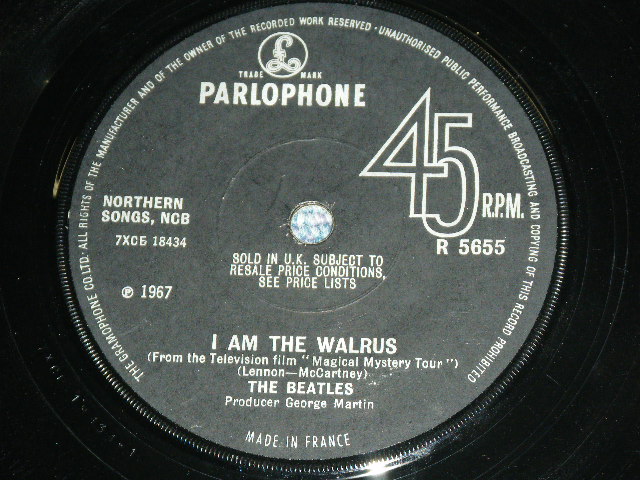 THE GRAMOPHONE CO. LTD. · ALL RIGHTS OF THE MANUFACTURER AND OF THE OWNER OF THE RECORDED WORK RESERVED · UNAUTHORISED PUBLIC PERFORMANCE BROADCASTING AND COPYING OF THIS RECORD PROHIBITED
£
TRADE MARK
PARLOPHONE
45
R.P.M.
NORTHERN
SONGS, NCB
7XCE 18434
R 5655
SOLD IN U.K. SUBJECT TO
RESALE PRICE CONDITIONS,
SEE PRICE LISTS
℗ 1967
I AM THE WALRUS
(From the Television film "Magical Mystery Tour")
(Lennon—McCartney)
THE BEATLES
Producer George Martin
MADE IN FRANCE